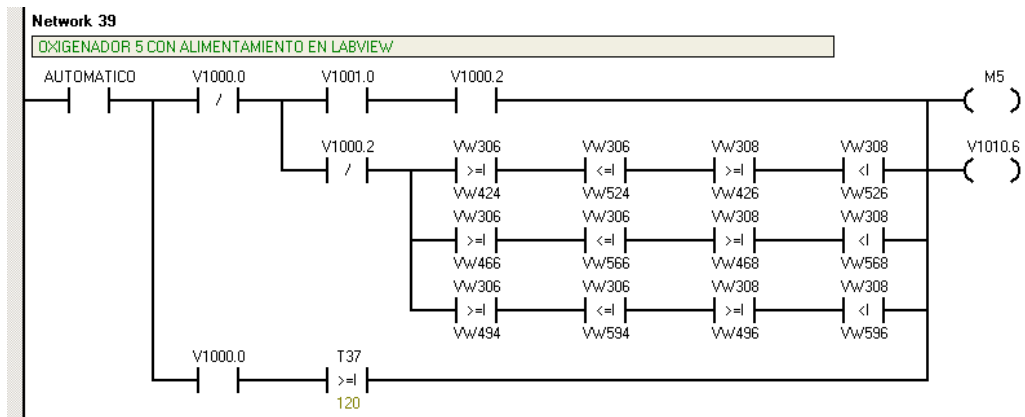 Network 39
OXIGENADOR 5 CON ALIMENTAMIENTO EN LABVIEW
AUTOMATICO V1000.0 V1001.0 V1000.2 M5
/
V1000.2 VW306 VW306 VW308 VW308 V1010.6
/ >=I <=I >=I <I
VW424 VW524 VW426 VW526
VW306 VW306 VW308 VW308
>=I <=I >=I <I
VW466 VW566 VW468 VW568
VW306 VW306 VW308 VW308
>=I <=I >=I <I
VW494 VW594 VW496 VW596
V1000.0 T37
>=I
120